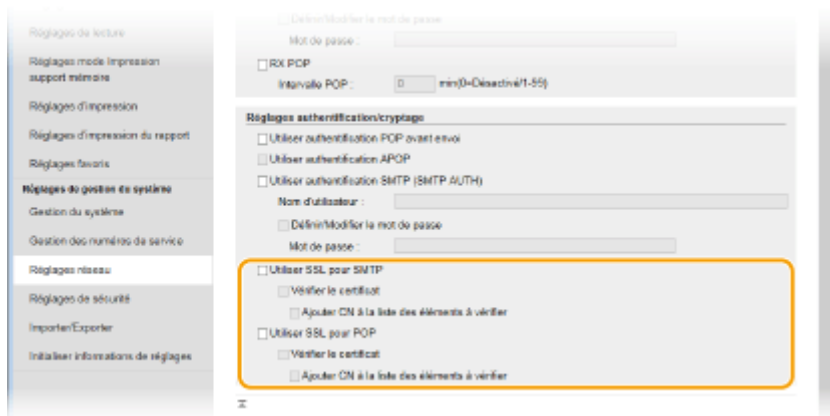 Réglages de lecture
Réglages mode impression
support mémoire
Réglages d'impression
Réglages d'impression du rapport
Réglages favoris
Réglages de gestion du système
Gestion du système
Gestion des numéros de service
Réglages réseau
Réglages de sécurité
Importer/Exporter
Initialiser informations de réglages
Définir/Modifier le mot de passe
Mot de passe :
RX POP
Intervalle POP :
0
min(0=Désactivé/1-99)
Réglages authentification/cryptage
Utiliser authentification POP avant envoi
Utiliser authentification APOP
Utiliser authentification SMTP (SMTP AUTH)
Nom d'utilisateur :
Définir/Modifier le mot de passe
Mot de passe :
Utiliser SSL pour SMTP
Vérifier le certificat
Ajouter CN à la liste des éléments à vérifier
Utiliser SSL pour POP
Vérifier le certificat
Ajouter CN à la liste des éléments à vérifier